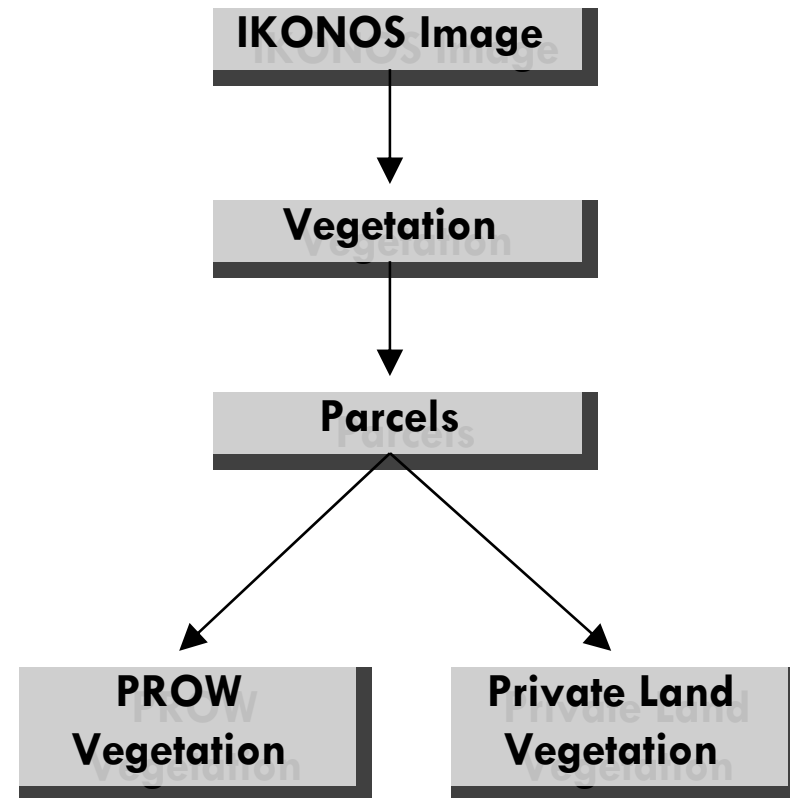 IKONOS Image
Vegetation
Parcels
PROW
Vegetation
Private Land
Vegetation